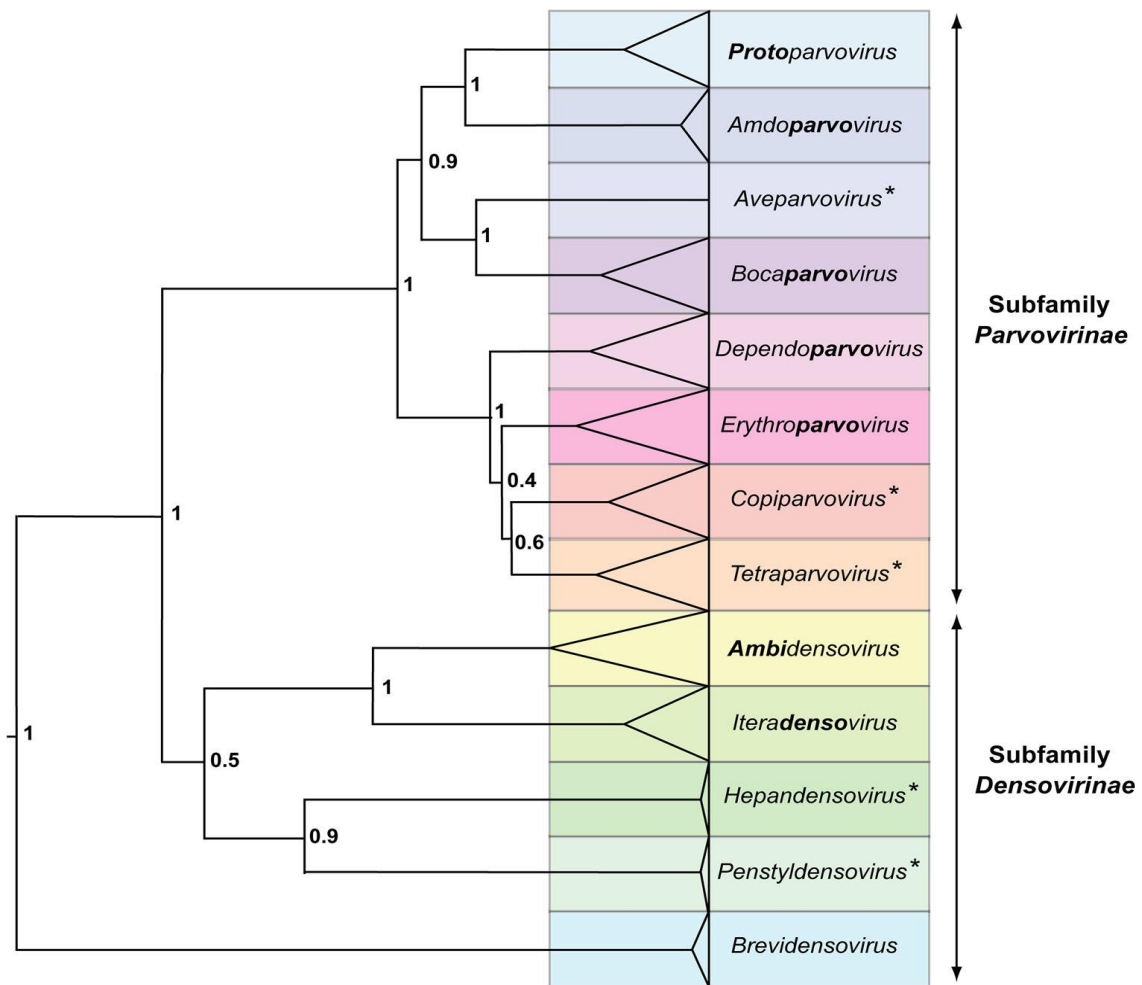 Protoparvovirus
1
Amdoparvovirus
0.9
Aveparvovirus*
1
Bocaparvovirus
1
Subfamily
Parvovirinae
Dependoparvovirus
1
Erythroparvovirus
0.4
Copiparvovirus*
1
0.6
Tetraparvovirus*
Ambidensovirus
1
Iteradensovirus
1
0.5
Subfamily
Densovirinae
Hepandensovirus*
0.9
Penstyldensovirus*
Brevidensovirus